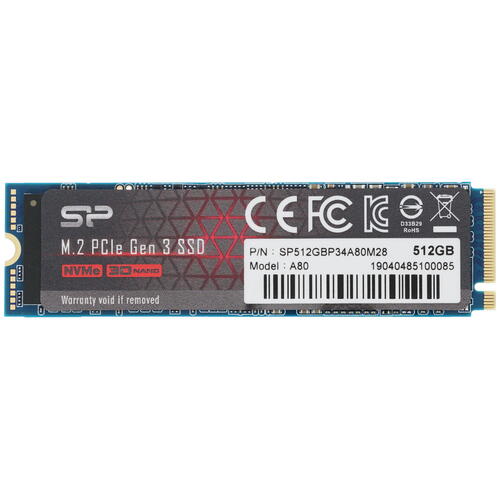 SP
M.2 PCIe Gen 3 SSD
NVMe 3D NAND
Warranty void if removed
CE FC
D33B29
RoHS
P/N: SP512GBP34A80M28 512GB
Model: A80 19040485100085